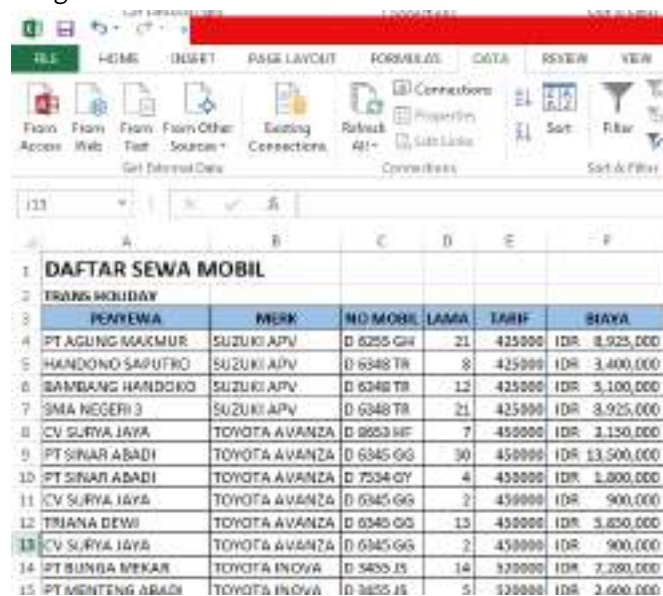 FILE HOME INSERT PAGE LAYOUT FORMULAS DATA REVIEW VIEW
From Access From Web From Text From Other Sources Existing Connections Refresh All Connections Properties Edit Links Sort Filter
Get External Data Connections Sort & Filter
I13
A B C D E F
1 DAFTAR SEWA MOBIL
2 TRANS HOLIDAY
3 PENYEWA MERK NO MOBIL LAMA TARIF BIAYA
4 PT AGUNG MAKMUR SUZUKI APV D 6255 GH 21 425000 IDR 8,925,000
5 HANDONO SAPUTRO SUZUKI APV D 6348 TR 8 425000 IDR 3,400,000
6 BAMBANG HANDOKO SUZUKI APV D 6348 TR 12 425000 IDR 5,100,000
7 SMA NEGERI 3 SUZUKI APV D 6348 TR 21 425000 IDR 8,925,000
8 CV SURYA JAYA TOYOTA AVANZA D 8653 HF 7 450000 IDR 3,150,000
9 PT SINAR ABADI TOYOTA AVANZA D 6345 GG 30 450000 IDR 13,500,000
10 PT SINAR ABADI TOYOTA AVANZA D 7534 GY 4 450000 IDR 1,800,000
11 CV SURYA JAYA TOYOTA AVANZA D 6345 GG 2 450000 IDR 900,000
12 TRIANA DEWI TOYOTA AVANZA D 6345 GG 13 450000 IDR 5,850,000
13 CV SURYA JAYA TOYOTA AVANZA D 6345 GG 2 450000 IDR 900,000
14 PT BUNGA MEKAR TOYOTA INOVA D 3455 JS 14 520000 IDR 7,280,000
15 PT MENTENG ABADI TOYOTA INOVA D 3455 JS 5 520000 IDR 2,600,000